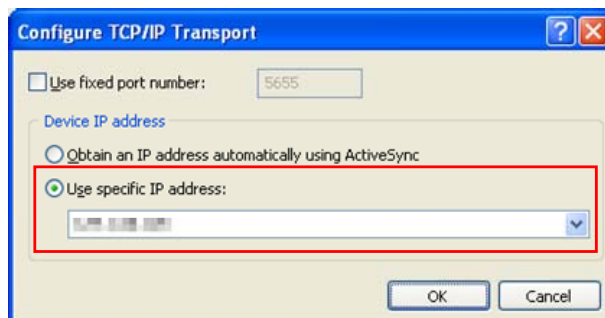 Configure TCP/IP Transport
Use fixed port number: 5655
Device IP address
Obtain an IP address automatically using ActiveSync
Use specific IP address:
OK Cancel